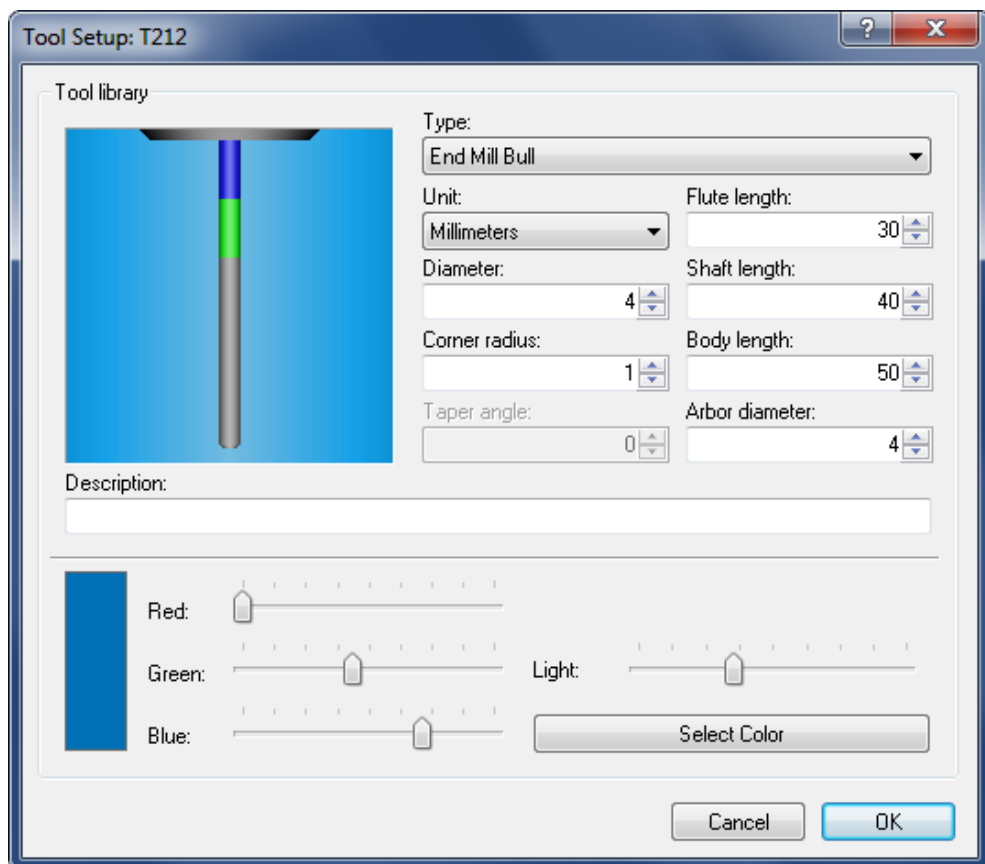 Tool Setup: T212
?
X
Tool library
Type:
End Mill Bull
Unit:
Flute length:
Millimeters
30
Diameter:
Shaft length:
4
40
Corner radius:
Body length:
1
50
Taper angle:
Arbor diameter:
0
4
Description:
Red:
Green:
Light:
Blue:
Select Color
Cancel
OK